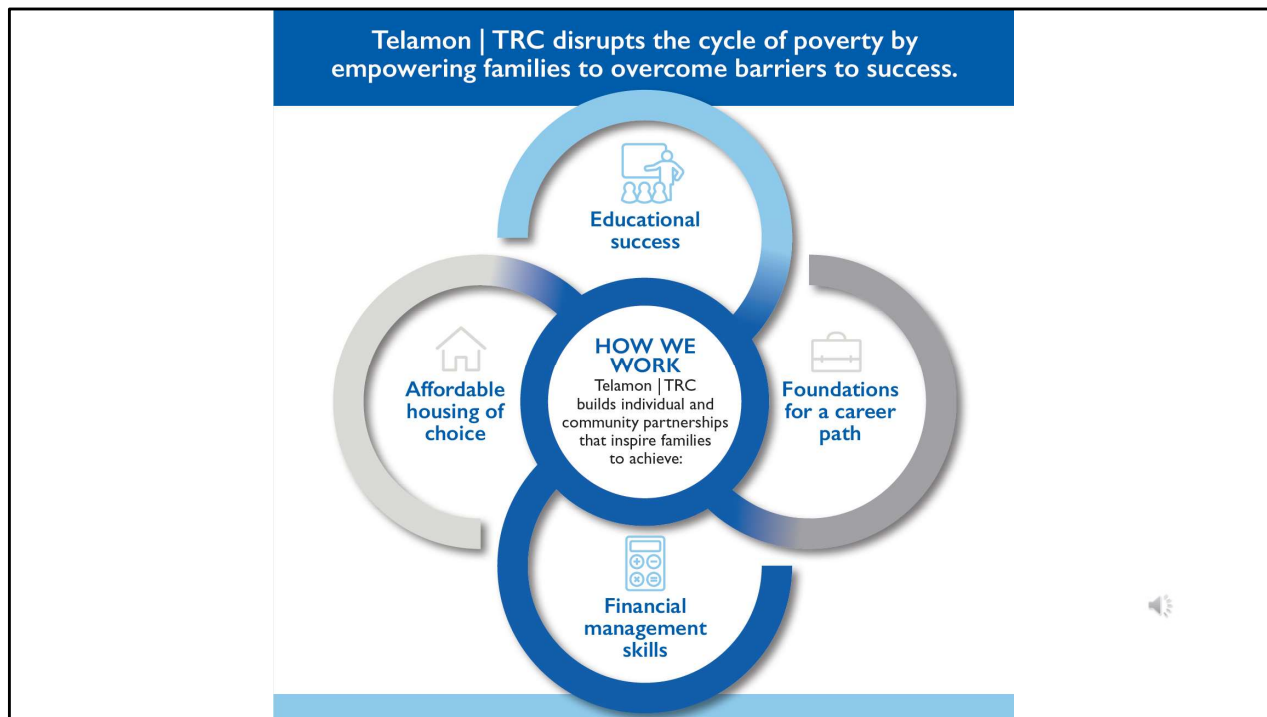 Telamon | TRC disrupts the cycle of poverty by
empowering families to overcome barriers to success.
Educational
success
Affordable
housing of
choice
HOW WE
WORK
Telamon | TRC
builds individual and
community partnerships
that inspire families
to achieve:
Foundations
for a career
path
Financial
management
skills